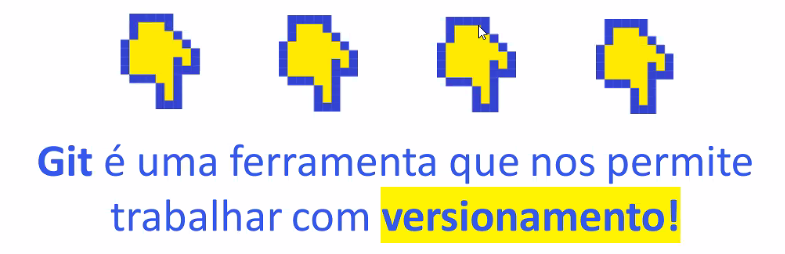 Git é uma ferramenta que nos permite
trabalhar com versionamento!